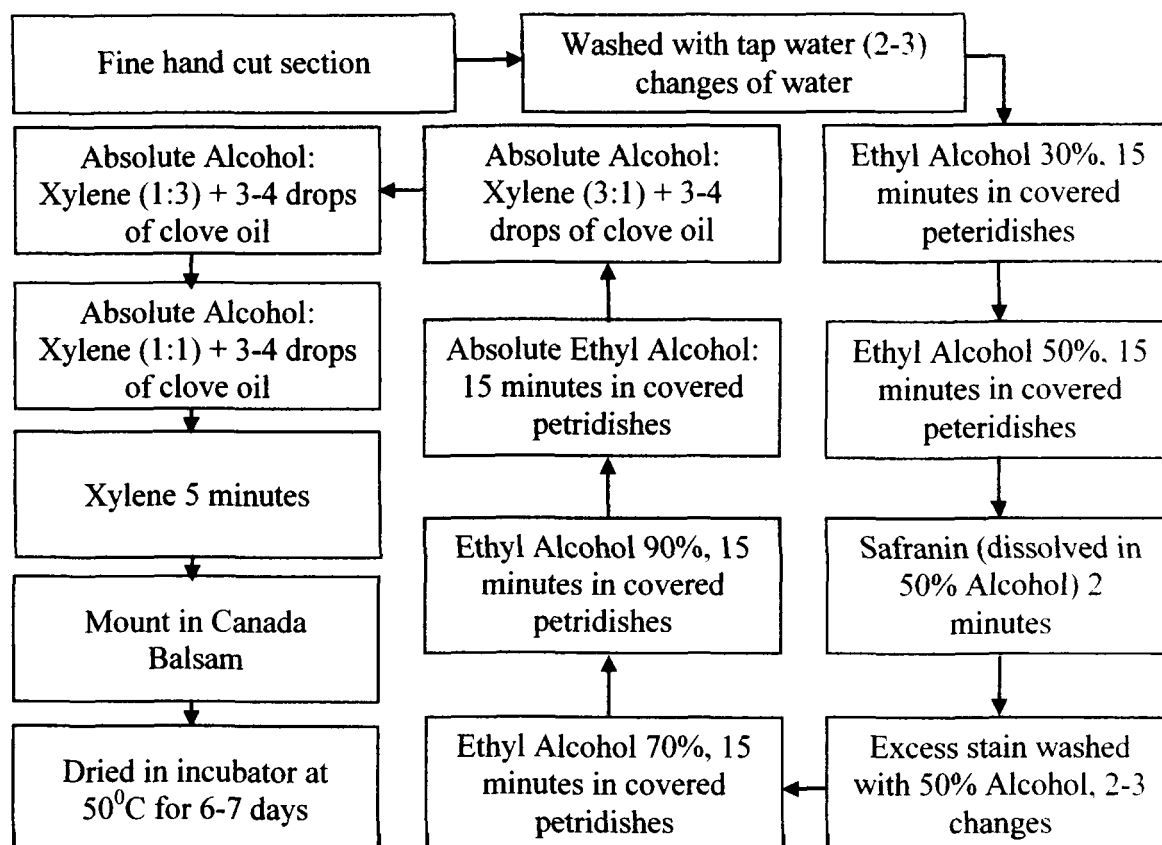 Fine hand cut section
Washed with tap water (2-3)
changes of water
Ethyl Alcohol 30%, 15
minutes in covered
peteridishes
Ethyl Alcohol 50%, 15
minutes in covered
peteridishes
Safranin (dissolved in
50% Alcohol) 2
minutes
Excess stain washed
with 50% Alcohol, 2-3
changes
Ethyl Alcohol 70%, 15
minutes in covered
petridishes
Ethyl Alcohol 90%, 15
minutes in covered
petridishes
Absolute Ethyl Alcohol:
15 minutes in covered
petridishes
Absolute Alcohol:
Xylene (3:1) + 3-4
drops of clove oil
Absolute Alcohol:
Xylene (1:3) + 3-4 drops
of clove oil
Absolute Alcohol:
Xylene (1:1) + 3-4 drops
of clove oil
Xylene 5 minutes
Mount in Canada
Balsam
Dried in incubator at
50⁰C for 6-7 days